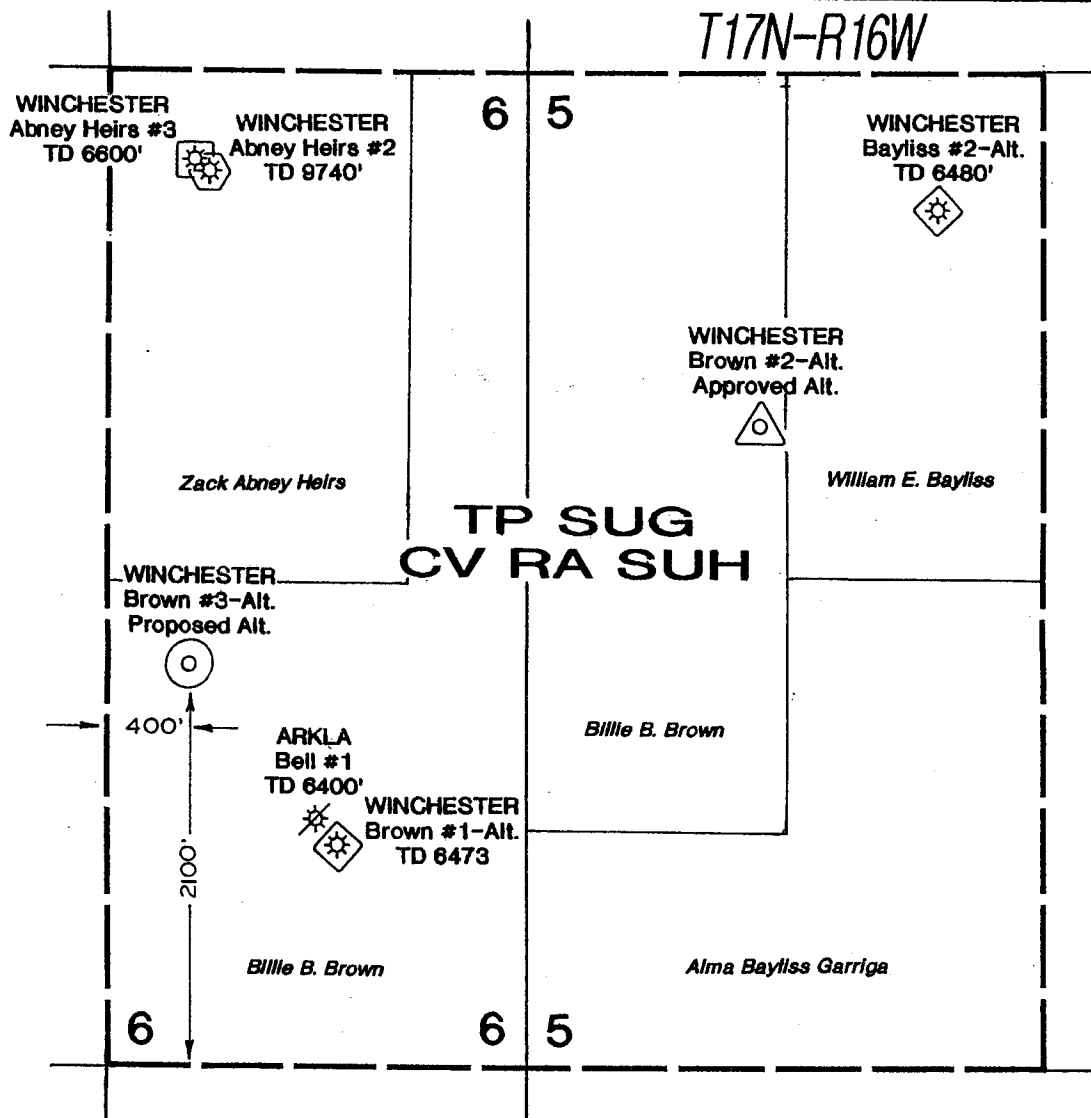 T17N-R16W
WINCHESTER
Abney Heirs #3
TD 6600'
WINCHESTER
Abney Heirs #2
TD 9740'
6
5
WINCHESTER
Bayliss #2-Alt.
TD 6480'
WINCHESTER
Brown #2-Alt.
Approved Alt.
Zack Abney Heirs
William E. Bayliss
TP SUG
CV RA SUH
WINCHESTER
Brown #3-Alt.
Proposed Alt.
400'
2100'
ARKLA
Bell #1
TD 6400'
WINCHESTER
Brown #1-Alt.
TD 6473
Billie B. Brown
Billie B. Brown
Alma Bayliss Garriga
6
6
5